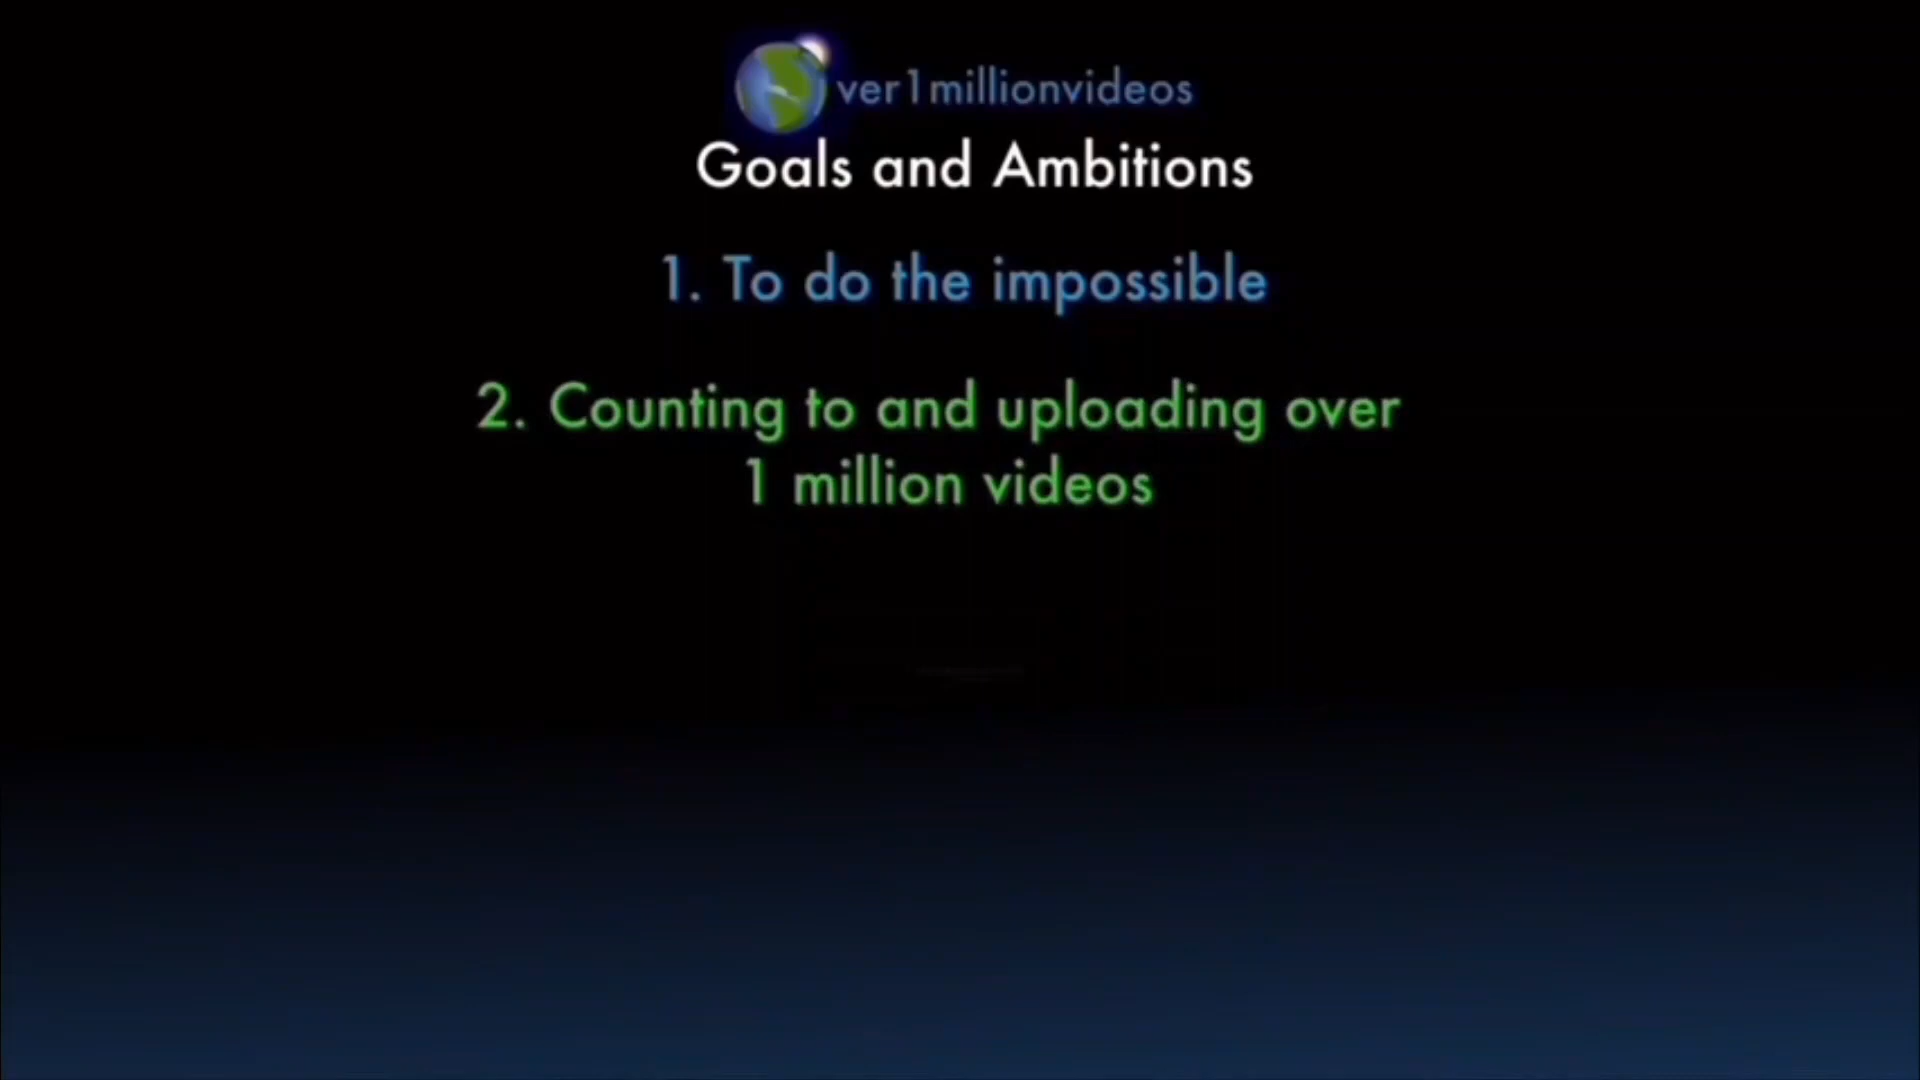 ver1millionvideos
Goals and Ambitions
1. To do the impossible
2. Counting to and uploading over
1 million videos